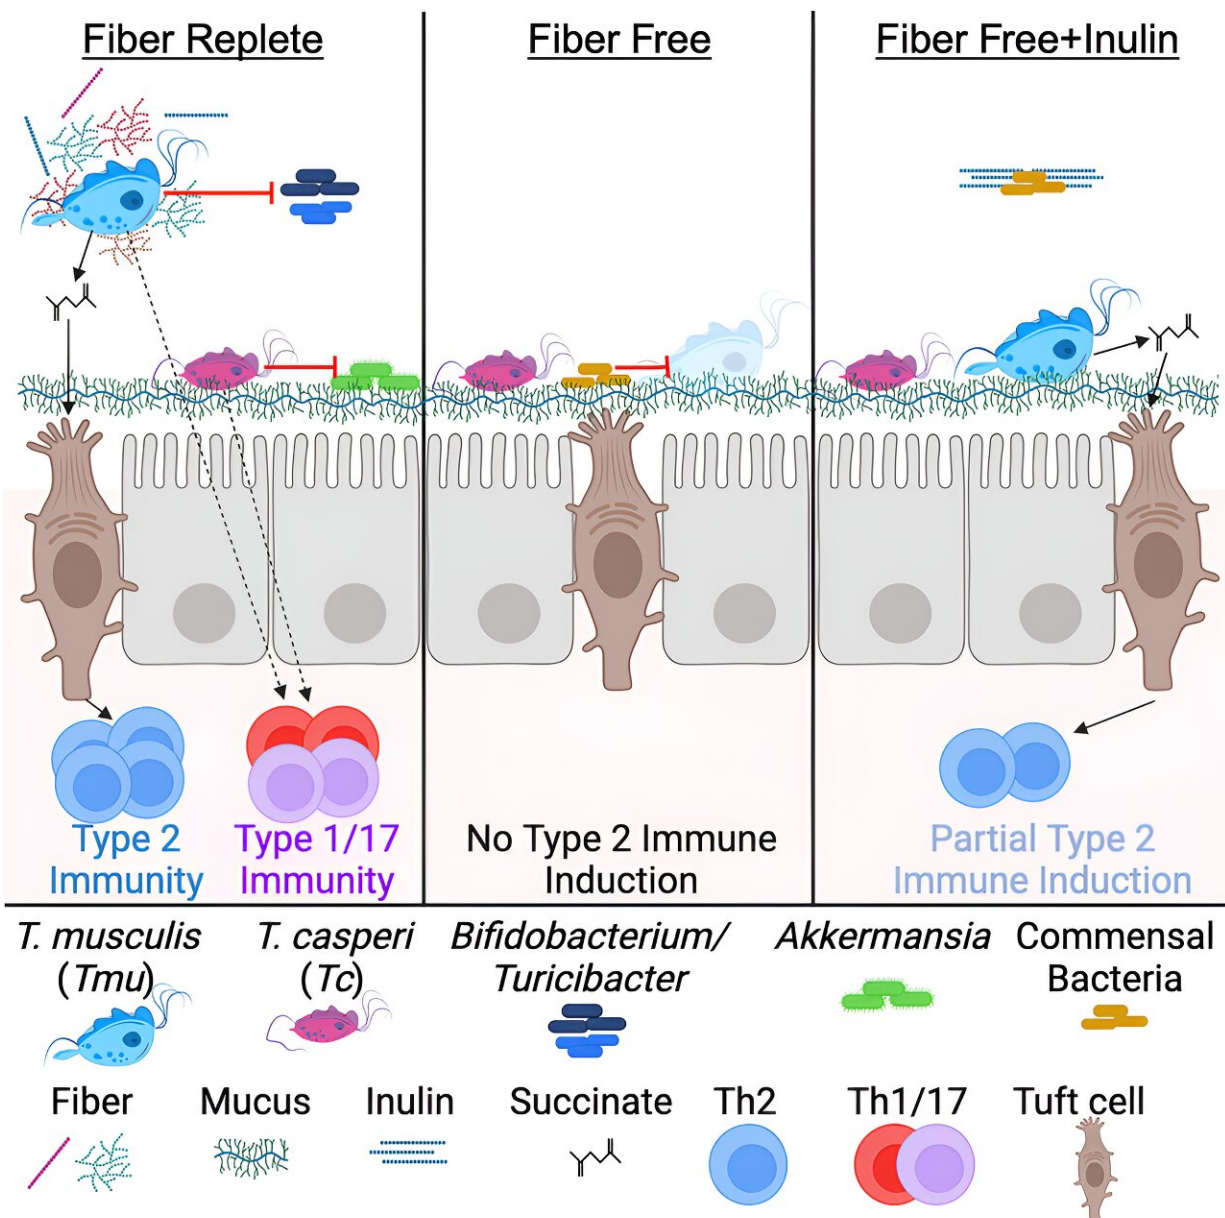 Fiber Replete
Fiber Free
Fiber Free+Inulin
Type 2
Immunity
Type 1/17
Immunity
No Type 2 Immune
Induction
Partial Type 2
Immune Induction
T. musculis
(Tmu)
T. casperi
(Tc)
Bifidobacterium/
Turicibacter
Akkermansia
Commensal
Bacteria
Fiber
Mucus
Inulin
Succinate
Th2
Th1/17
Tuft cell